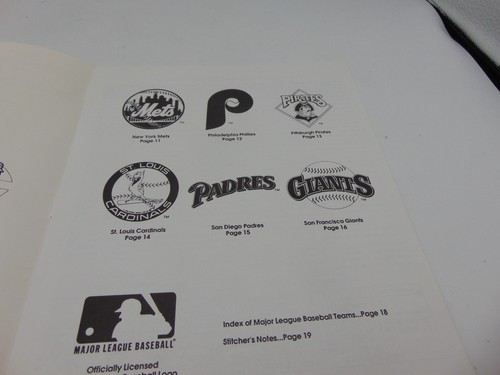 Mets
New York Mets
Page 11
P
Philadelphia Phillies
Page 12
PIRATES
Pittsburgh Pirates
Page 13
ST. LOUIS
CARDINALS
St. Louis Cardinals
Page 14
PADRES
San Diego Padres
Page 15
GIANTS
San Francisco Giants
Page 16
MAJOR LEAGUE BASEBALL
Officially Licensed
Baseball Logo
Index of Major League Baseball Teams...Page 18
Stitcher's Notes...Page 19